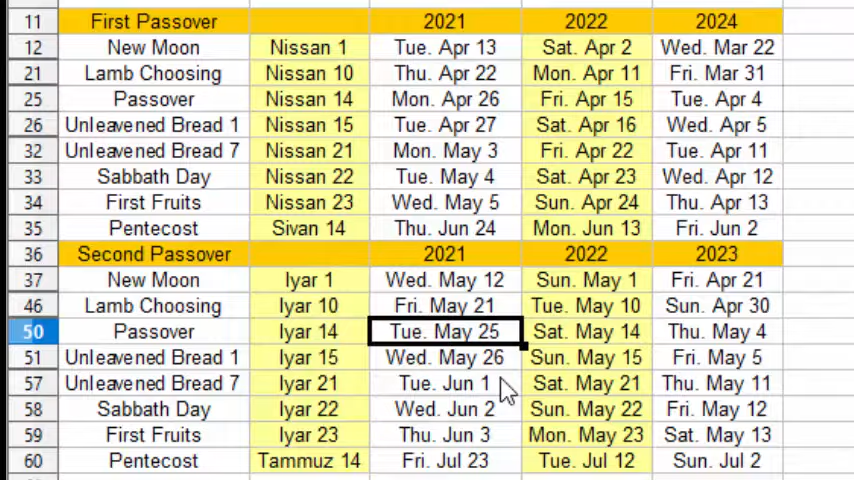 11 First Passover 2021 2022 2024
12 New Moon Nissan 1 Tue. Apr 13 Sat. Apr 2 Wed. Mar 22
21 Lamb Choosing Nissan 10 Thu. Apr 22 Mon. Apr 11 Fri. Mar 31
25 Passover Nissan 14 Mon. Apr 26 Fri. Apr 15 Tue. Apr 4
26 Unleavened Bread 1 Nissan 15 Tue. Apr 27 Sat. Apr 16 Wed. Apr 5
32 Unleavened Bread 7 Nissan 21 Mon. May 3 Fri. Apr 22 Tue. Apr 11
33 Sabbath Day Nissan 22 Tue. May 4 Sat. Apr 23 Wed. Apr 12
34 First Fruits Nissan 23 Wed. May 5 Sun. Apr 24 Thu. Apr 13
35 Pentecost Sivan 14 Thu. Jun 24 Mon. Jun 13 Fri. Jun 2
36 Second Passover 2021 2022 2023
37 New Moon Iyar 1 Wed. May 12 Sun. May 1 Fri. Apr 21
46 Lamb Choosing Iyar 10 Fri. May 21 Tue. May 10 Sun. Apr 30
50 Passover Iyar 14 Tue. May 25 Sat. May 14 Thu. May 4
51 Unleavened Bread 1 Iyar 15 Wed. May 26 Sun. May 15 Fri. May 5
57 Unleavened Bread 7 Iyar 21 Tue. Jun 1 Sat. May 21 Thu. May 11
58 Sabbath Day Iyar 22 Wed. Jun 2 Sun. May 22 Fri. May 12
59 First Fruits Iyar 23 Thu. Jun 3 Mon. May 23 Sat. May 13
60 Pentecost Tammuz 14 Fri. Jul 23 Tue. Jul 12 Sun. Jul 2